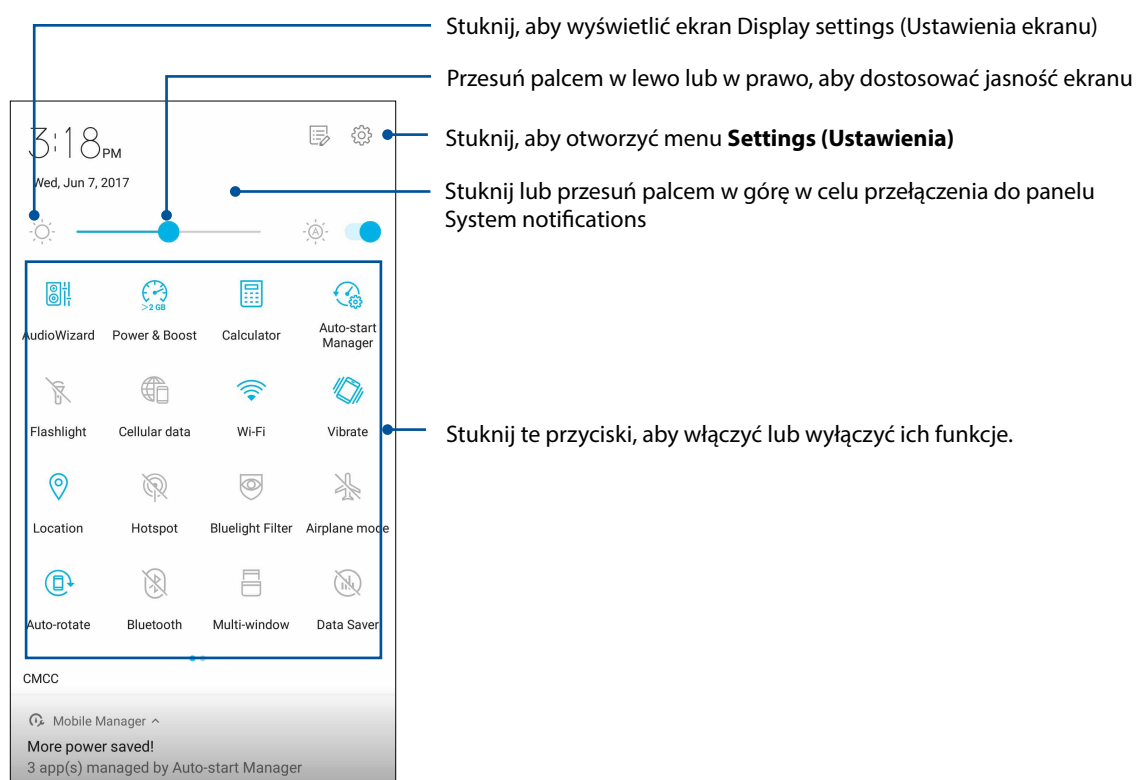 Stuknij, aby wyświetlić ekran Display settings (Ustawienia ekranu)
Przesuń palcem w lewo lub w prawo, aby dostosować jasność ekranu
Stuknij, aby otworzyć menu Settings (Ustawienia)
Stuknij lub przesuń palcem w górę w celu przełączenia do panelu
System notifications
Stuknij te przyciski, aby włączyć lub wyłączyć ich funkcje.
3:18 PM
Wed, Jun 7, 2017
A
>2 GB
AudioWizard Power & Boost Calculator Auto-start
Manager
Flashlight Cellular data Wi-Fi Vibrate
Location Hotspot Bluelight Filter Airplane mode
Auto-rotate Bluetooth Multi-window Data Saver
CMCC
Mobile Manager
More power saved!
3 app(s) managed by Auto-start Manager